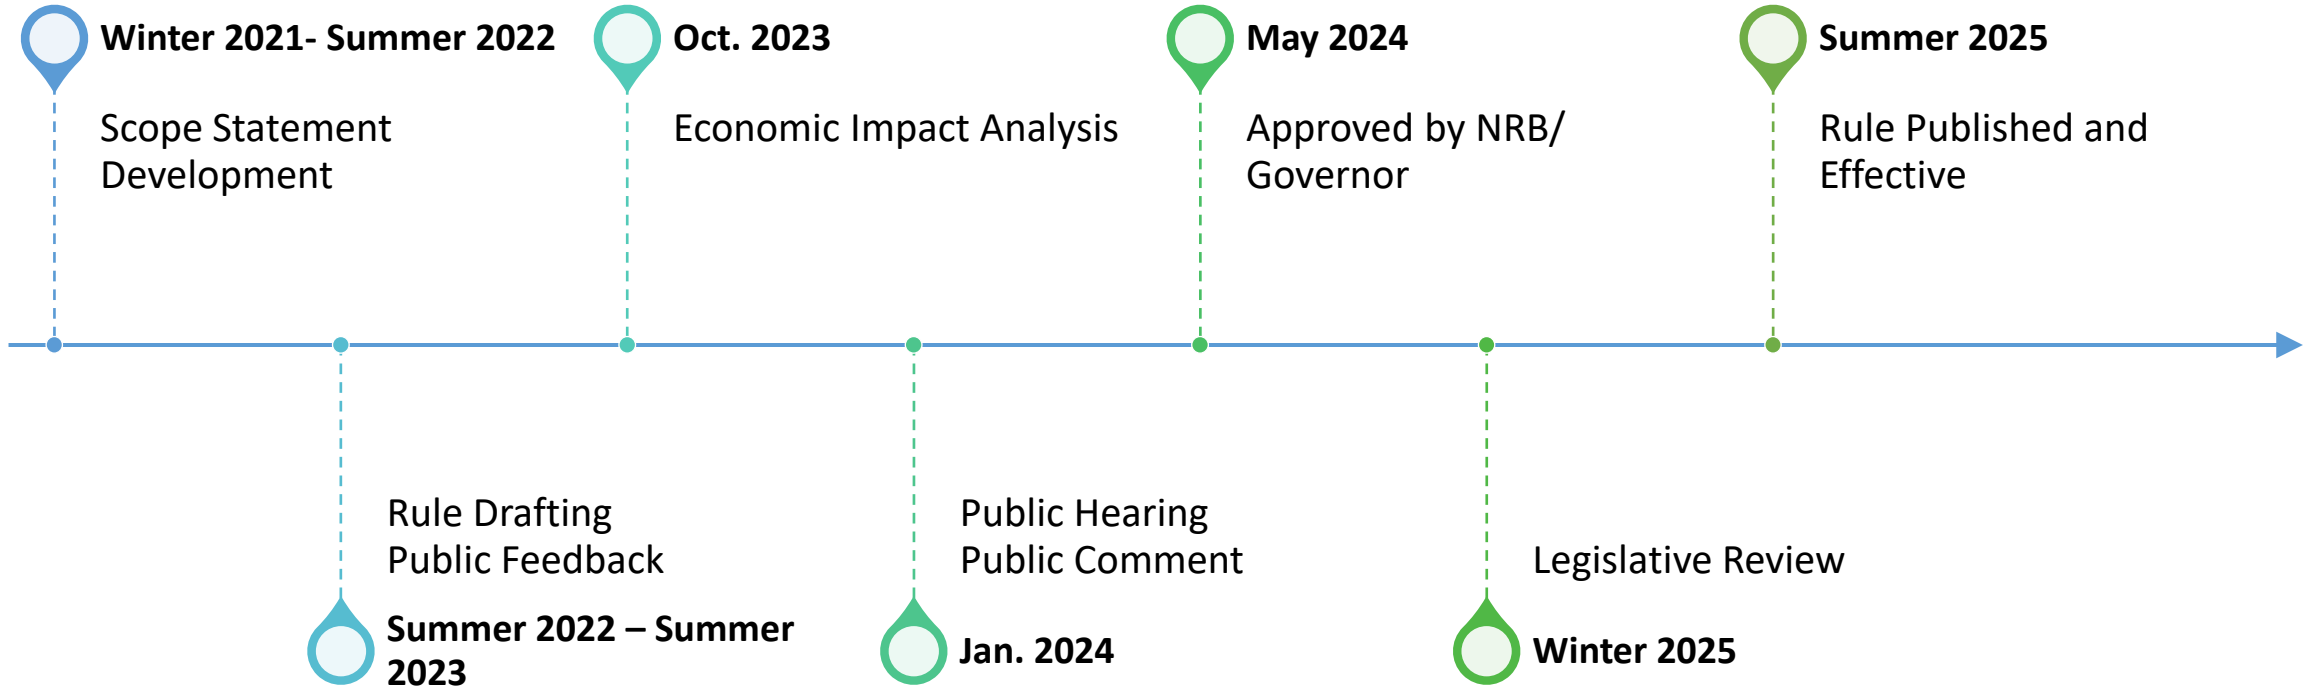 Winter 2021- Summer 2022
Scope Statement
Development
Rule Drafting
Public Feedback
Summer 2022 – Summer
2023
Oct. 2023
Economic Impact Analysis
Public Hearing
Public Comment
Jan. 2024
May 2024
Approved by NRB/
Governor
Legislative Review
Winter 2025
Summer 2025
Rule Published and
Effective